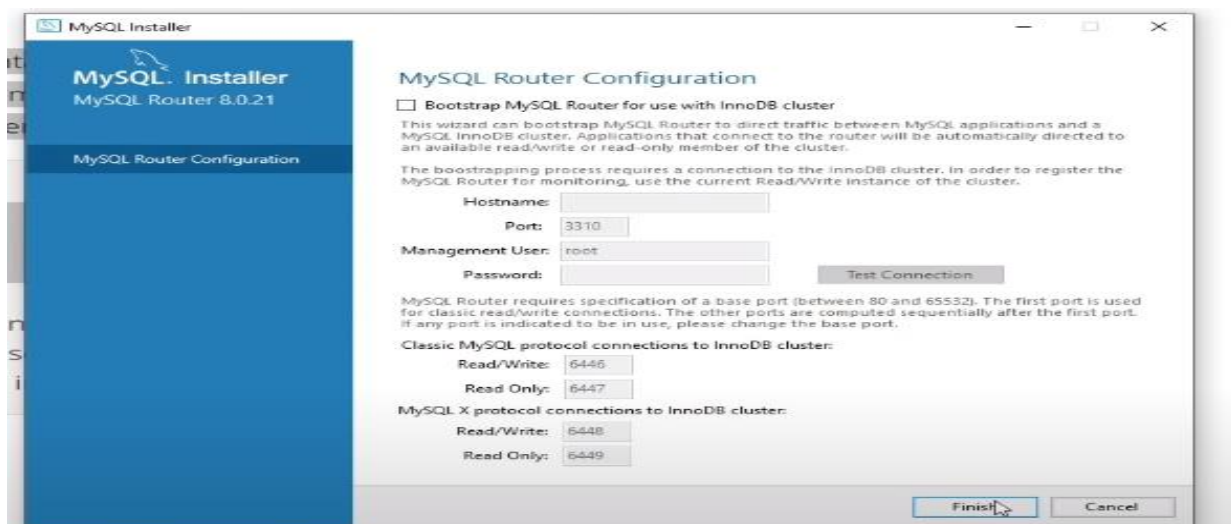 MySQL Installer
MySQL. Installer
MySQL Router 8.0.21
MySQL Router Configuration
MySQL Router Configuration
Bootstrap MySQL Router for use with InnoDB cluster
This wizard can bootstrap MySQL Router to direct traffic between MySQL applications and a
MySQL InnoDB cluster. Applications that connect to the router will be automatically directed to
an available read/write or read-only member of the cluster.
The boostrapping process requires a connection to the InnoDB cluster. In order to register the
MySQL Router for monitoring, use the current Read/Write instance of the cluster.
Hostname:
Port: 3310
Management User: root
Password: Test Connection
MySQL Router requires specification of a base port (between 80 and 65532). The first port is used
for classic read/write connections. The other ports are computed sequentially after the first port.
If any port is indicated to be in use, please change the base port.
Classic MySQL protocol connections to InnoDB cluster:
Read/Write: 6446
Read Only: 6447
MySQL X protocol connections to InnoDB cluster:
Read/Write: 6448
Read Only: 6449
Finish Cancel